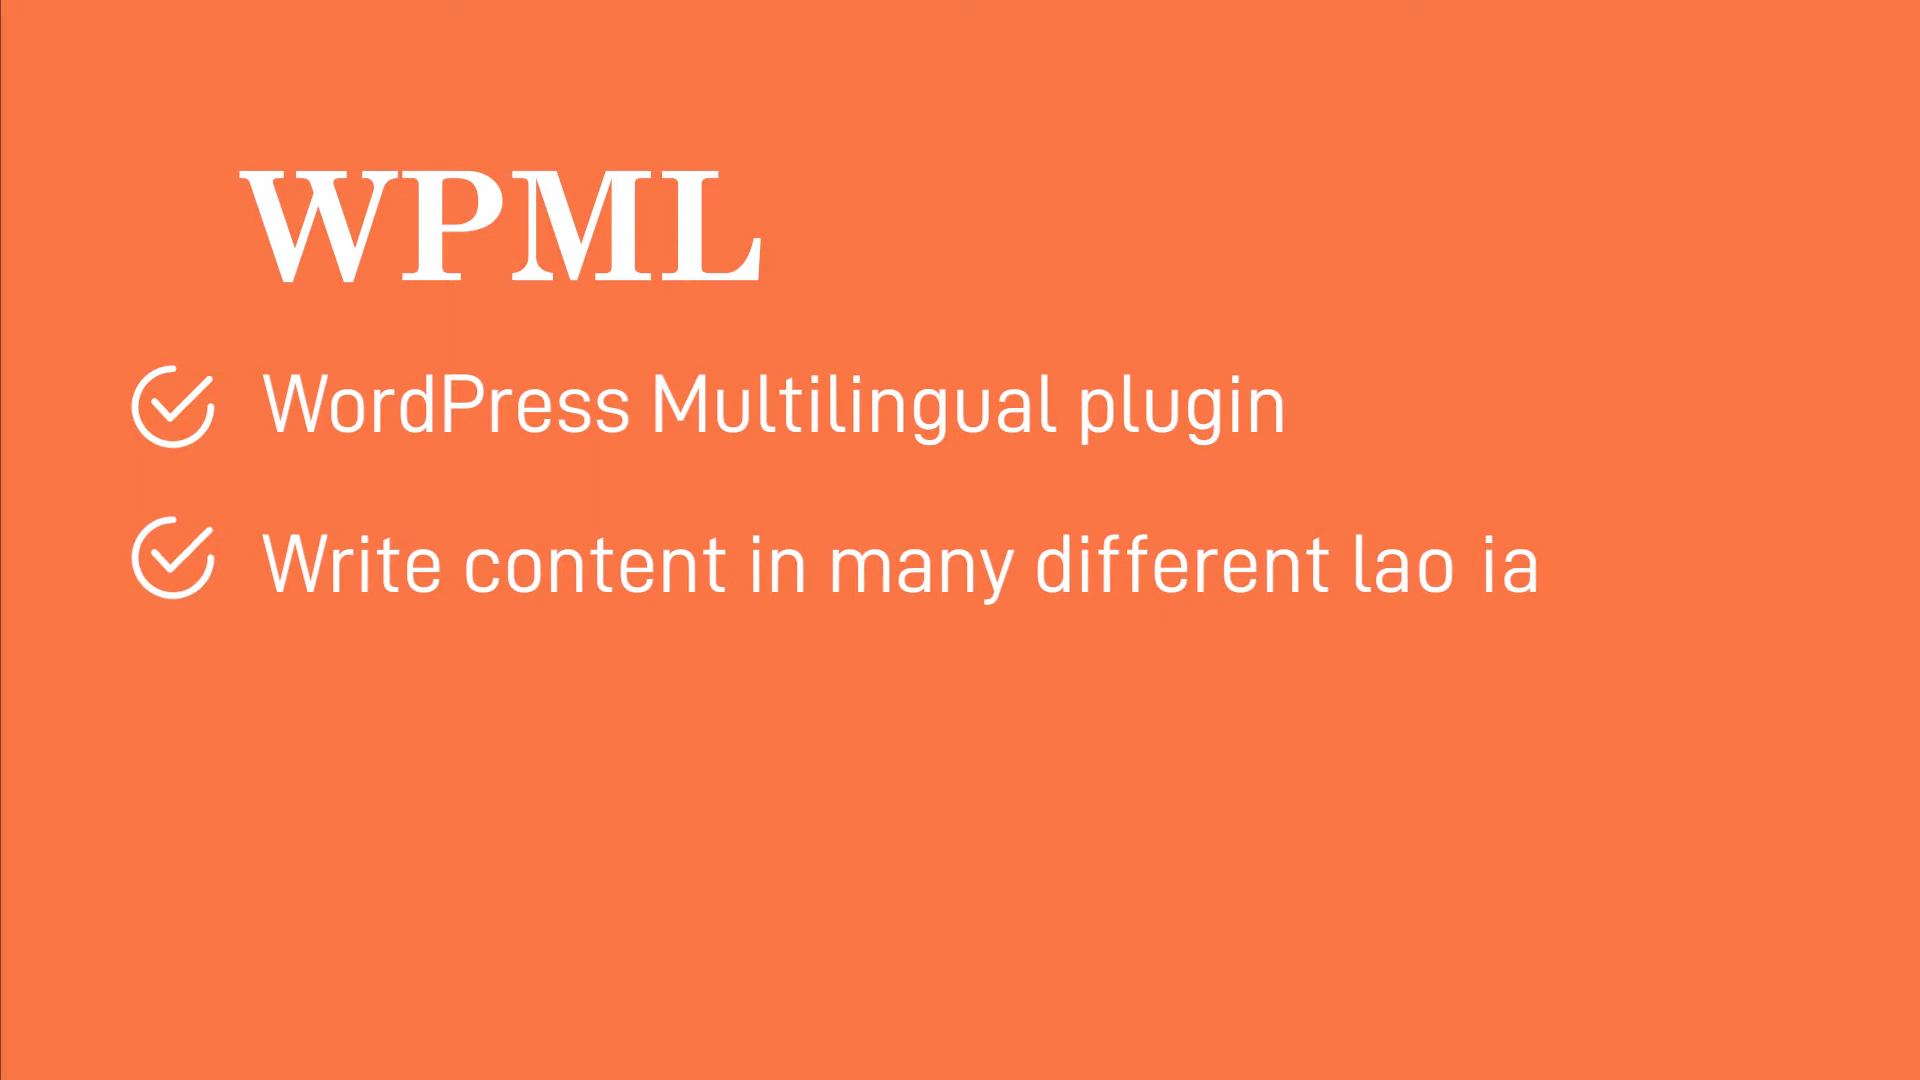 WPML
WordPress Multilingual plugin
Write content in many different lao ia